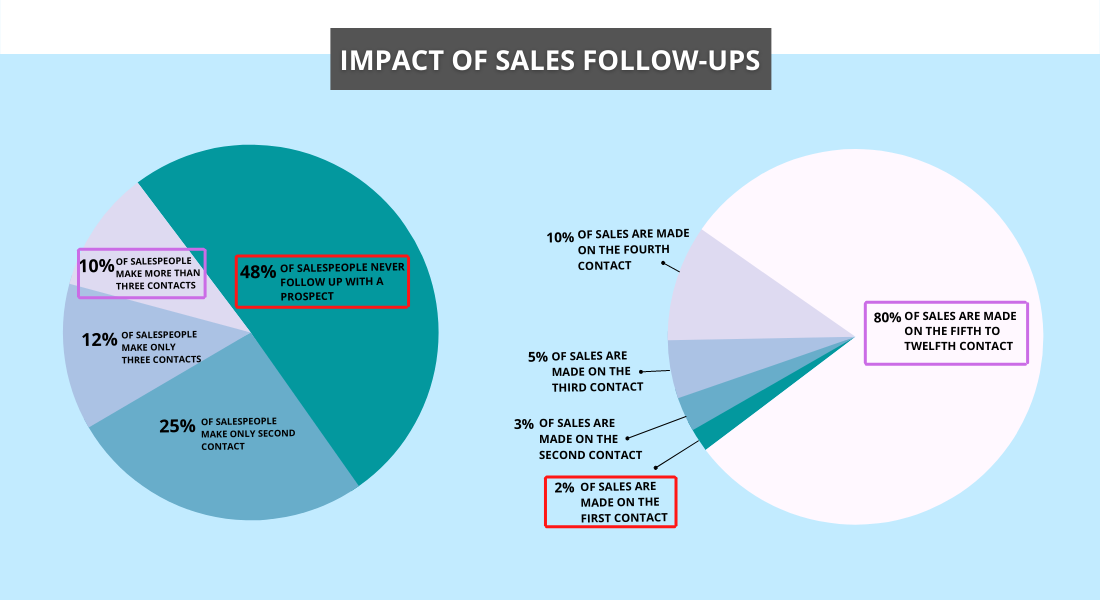 IMPACT OF SALES FOLLOW-UPS
10% OF SALESPEOPLE
MAKE MORE THAN
THREE CONTACTS
48% OF SALESPEOPLE NEVER
FOLLOW UP WITH A
PROSPECT
12% OF SALESPEOPLE
MAKE ONLY
THREE CONTACTS
25% OF SALESPEOPLE
MAKE ONLY SECOND
CONTACT
10% OF SALES ARE MADE
ON THE FOURTH
CONTACT
80% OF SALES ARE MADE
ON THE FIFTH TO
TWELFTH CONTACT
5% OF SALES ARE
MADE ON THE
THIRD CONTACT
3% OF SALES ARE
MADE ON THE
SECOND CONTACT
2% OF SALES ARE
MADE ON THE
FIRST CONTACT